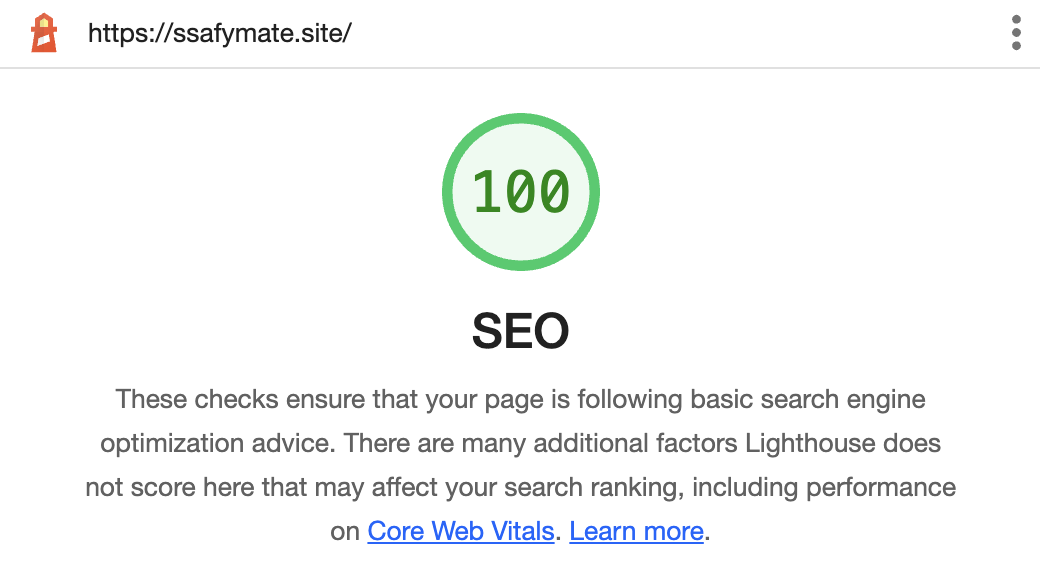 https://ssafymate.site/
100
SEO
These checks ensure that your page is following basic search engine
optimization advice. There are many additional factors Lighthouse does
not score here that may affect your search ranking, including performance
on Core Web Vitals. Learn more.